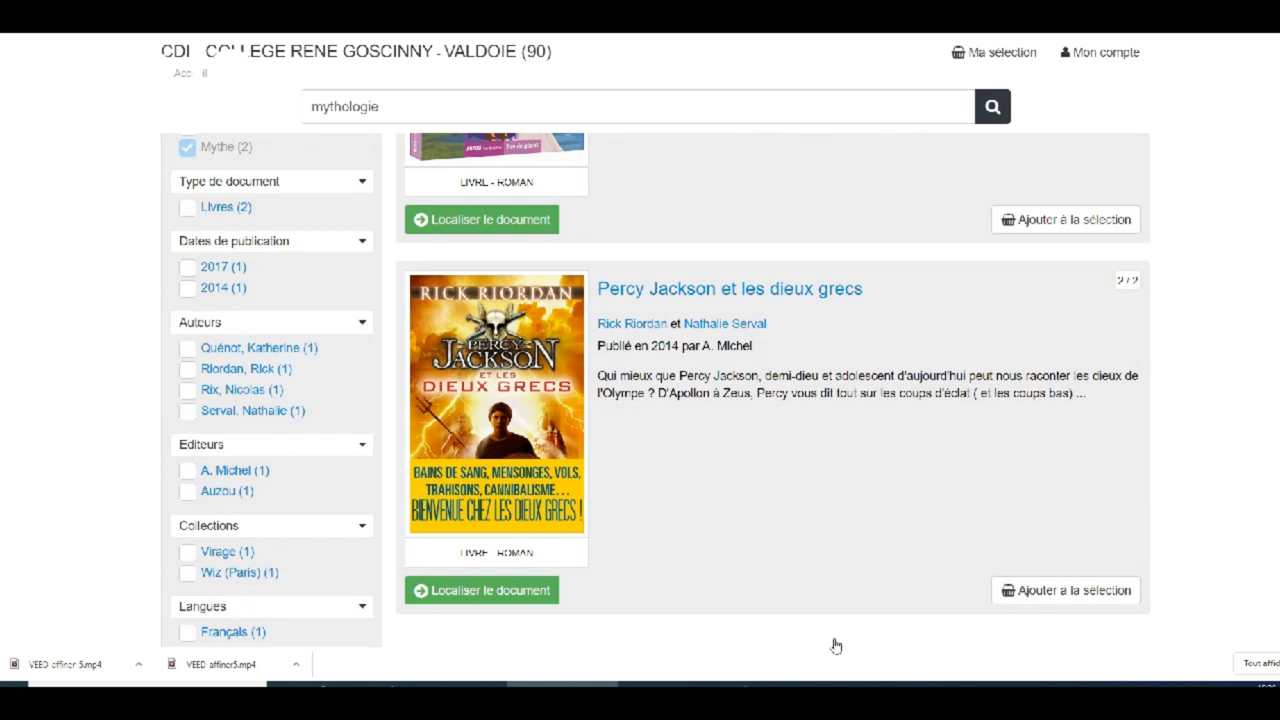 CDI COLLEGE RENE GOSCINNY - VALDOIE (90)
Ma sélection
Mon compte
mythologie
Mythe (2)
Type de document
Livres (2)
Dates de publication
2017 (1)
2014 (1)
Auteurs
Quénot, Katherine (1)
Riordan, Rick (1)
Rix, Nicolas (1)
Serval, Nathalie (1)
Editeurs
A. Michel (1)
Auzou (1)
Collections
Virage (1)
Wiz (Paris) (1)
Langues
Français (1)
LIVRE - ROMAN
Localiser le document
Ajouter à la sélection
RICK RIORDAN
PERCY
JACKSON
ET LES
DIEUX GRECS
BAINS DE SANG, MENSONGES, VOLS,
TRAHISONS, CANNIBALISME...
BIENVENUE CHEZ LES DIEUX GRECS !
LIVRE - ROMAN
Percy Jackson et les dieux grecs
2 / 2
Rick Riordan et Nathalie Serval
Publié en 2014 par A. Michel
Qui mieux que Percy Jackson, demi-dieu et adolescent d'aujourd'hui peut nous raconter les dieux de
l'Olympe ? D'Apollon à Zeus, Percy vous dit tout sur les coups d'éclat ( et les coups bas) ...
Localiser le document
Ajouter à la sélection
VEED-affiner-5.mp4
VEED-affiner5.mp4
Tout affic